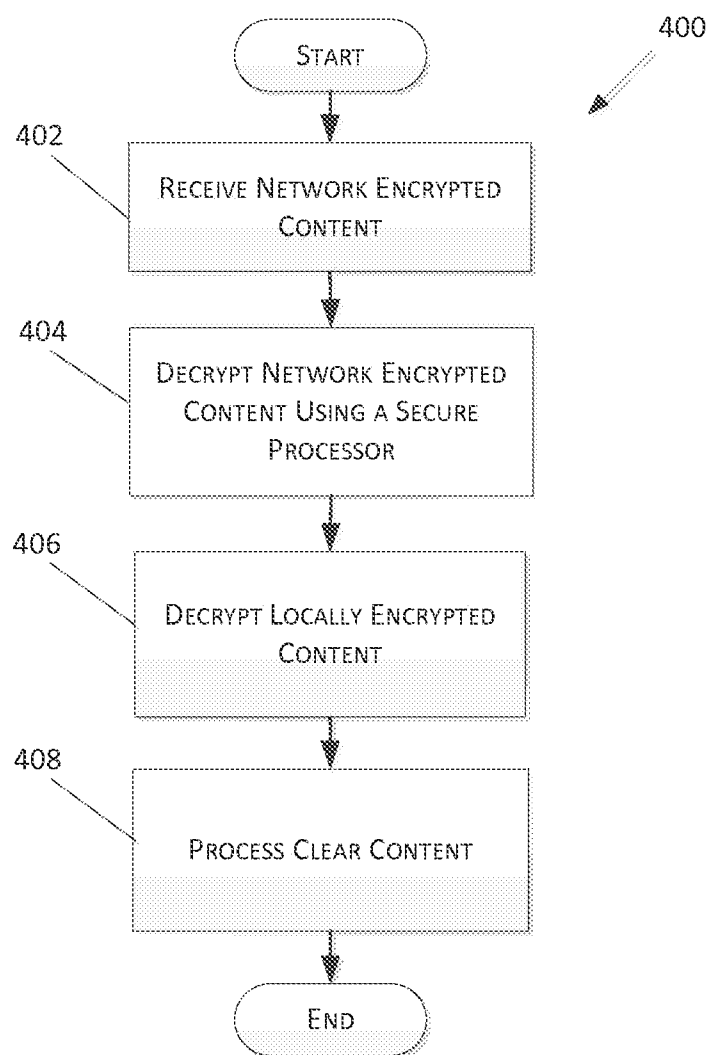 START
400
402
RECEIVE NETWORK ENCRYPTED
CONTENT
404
DECRYPT NETWORK ENCRYPTED
CONTENT USING A SECURE
PROCESSOR
406
DECRYPT LOCALLY ENCRYPTED
CONTENT
408
PROCESS CLEAR CONTENT
END